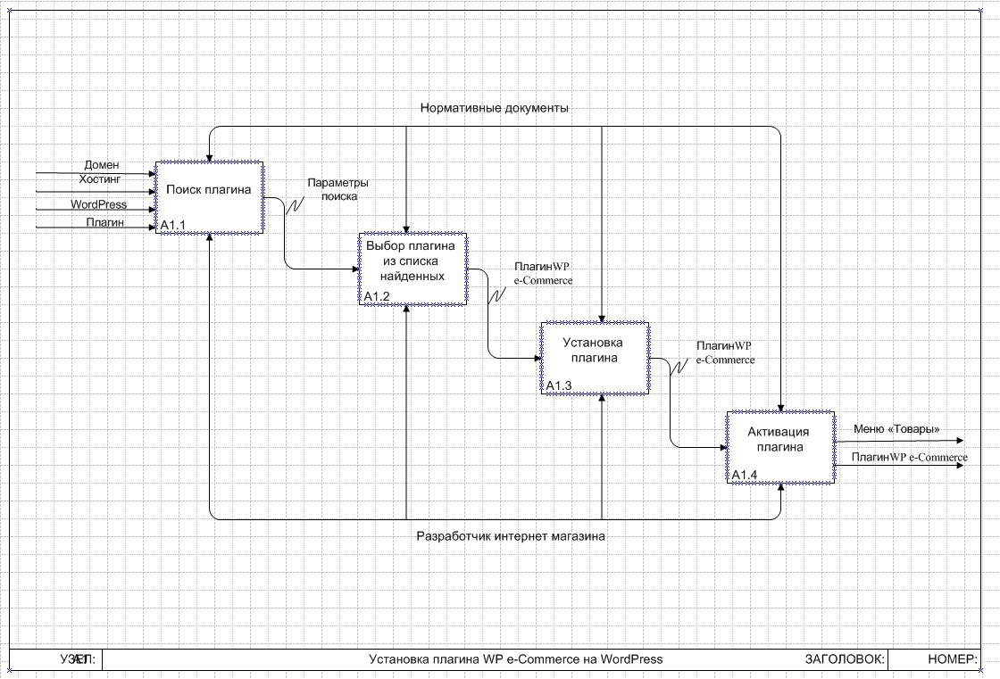 Нормативные документы
Домен
Хостинг
WordPress
Плагин
Поиск плагина
A1.1
Параметры
поиска
Выбор плагина
из списка
найденных
A1.2
ПлагинWP
e-Commerce
Установка
плагина
A1.3
ПлагинWP
e-Commerce
Активация
плагина
A1.4
Меню «Товары»
ПлагинWP e-Commerce
Разработчик интернет магазина
УЗЕЛ:
Установка плагина WP e-Commerce на WordPress
ЗАГОЛОВОК:
НОМЕР: